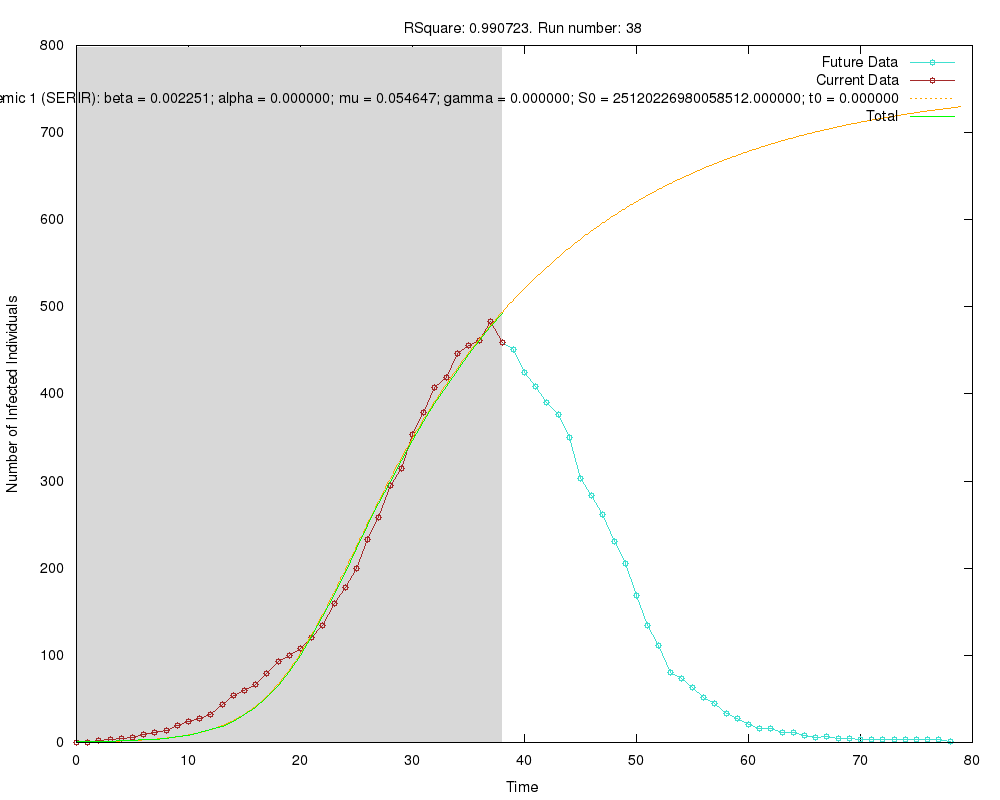 RSquare: 0.990723. Run number: 38
800
700
600
500
400
300
200
100
0
Number of Infected Individuals
Future Data
Current Data
emic 1 (SERIR): beta = 0.002251; alpha = 0.000000; mu = 0.054647; gamma = 0.000000; S0 = 25120226980058512.000000; t0 = 0.000000
Total
0 10 20 30 40 50 60 70 80
Time